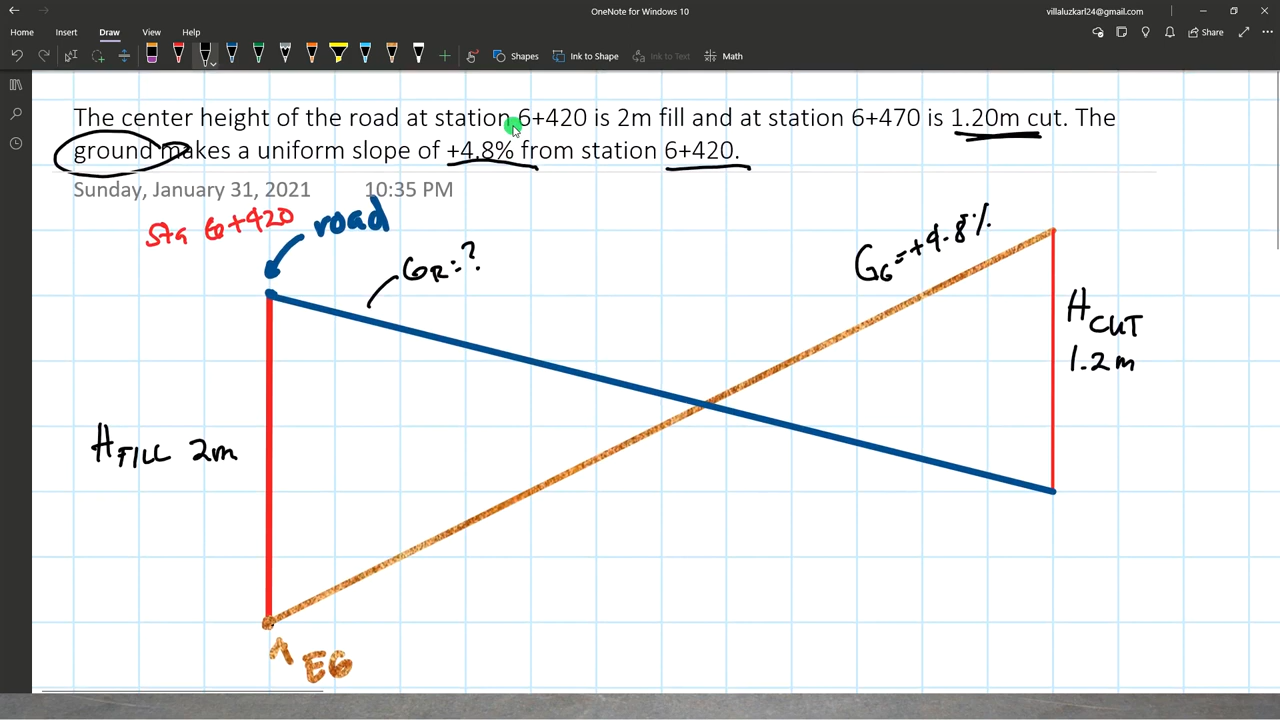 OneNote for Windows 10
villaluzkarl24@gmail.com
Home Insert Draw View Help
Share
Shapes Ink to Shape Ink to Text Math
The center height of the road at station 6+420 is 2m fill and at station 6+470 is 1.20m cut. The
ground makes a uniform slope of +4.8% from station 6+420.
Sunday, January 31, 2021 10:35 PM
Sta 6+420
road
GR=?
GG=+4.8%
HCUT
1.2m
HFILL 2m
EG